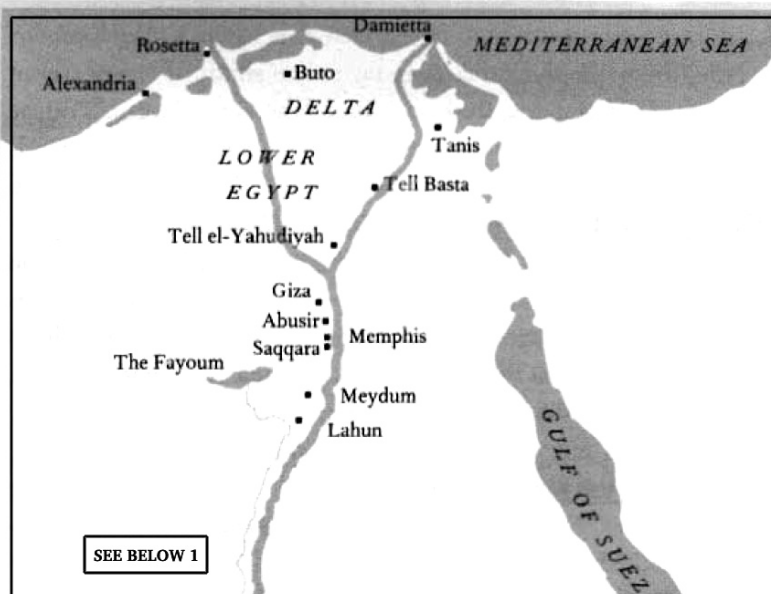 Damietta
Rosetta
MEDITERRANEAN SEA
Buto
Alexandria
DELTA
Tanis
LOWER
EGYPT
Tell Basta
Tell el-Yahudiyah
Giza
Abusir
Memphis
Saqqara
The Fayoum
Meydum
Lahun
GULF OF SUEZ
SEE BELOW 1